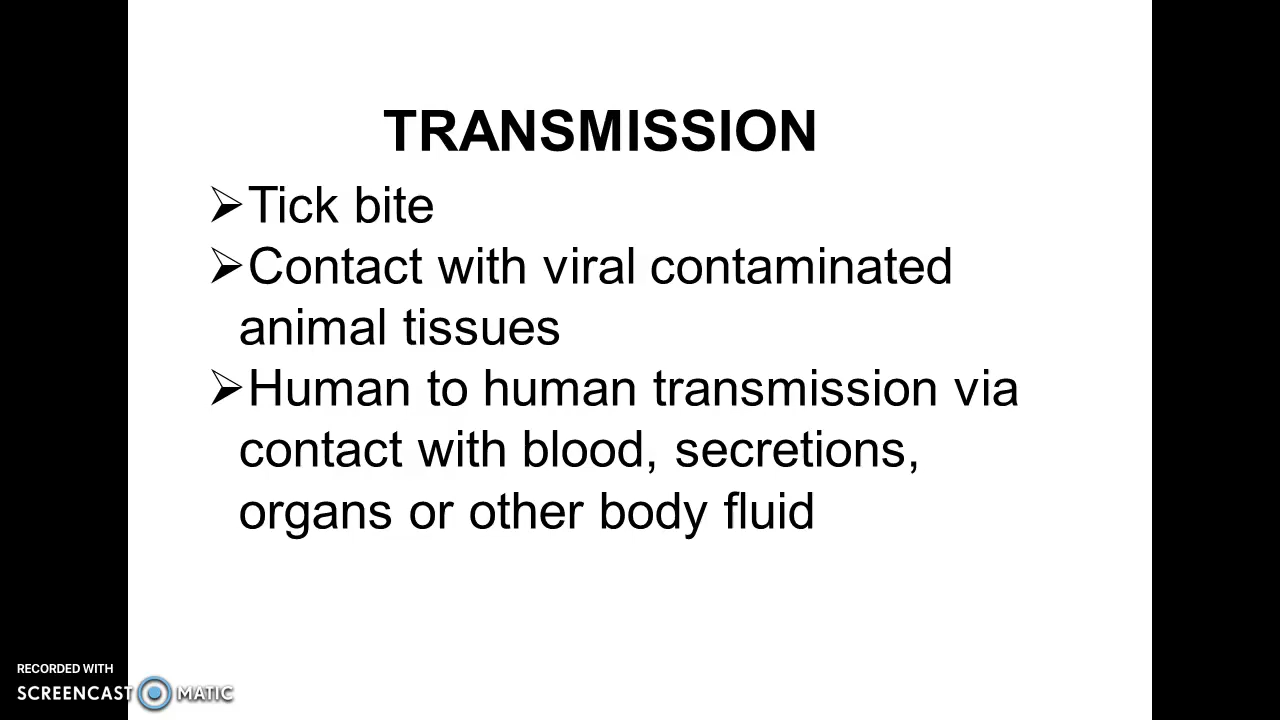 TRANSMISSION
➢Tick bite
➢Contact with viral contaminated
animal tissues
➢Human to human transmission via
contact with blood, secretions,
organs or other body fluid
RECORDED WITH
SCREENCAST MATIC